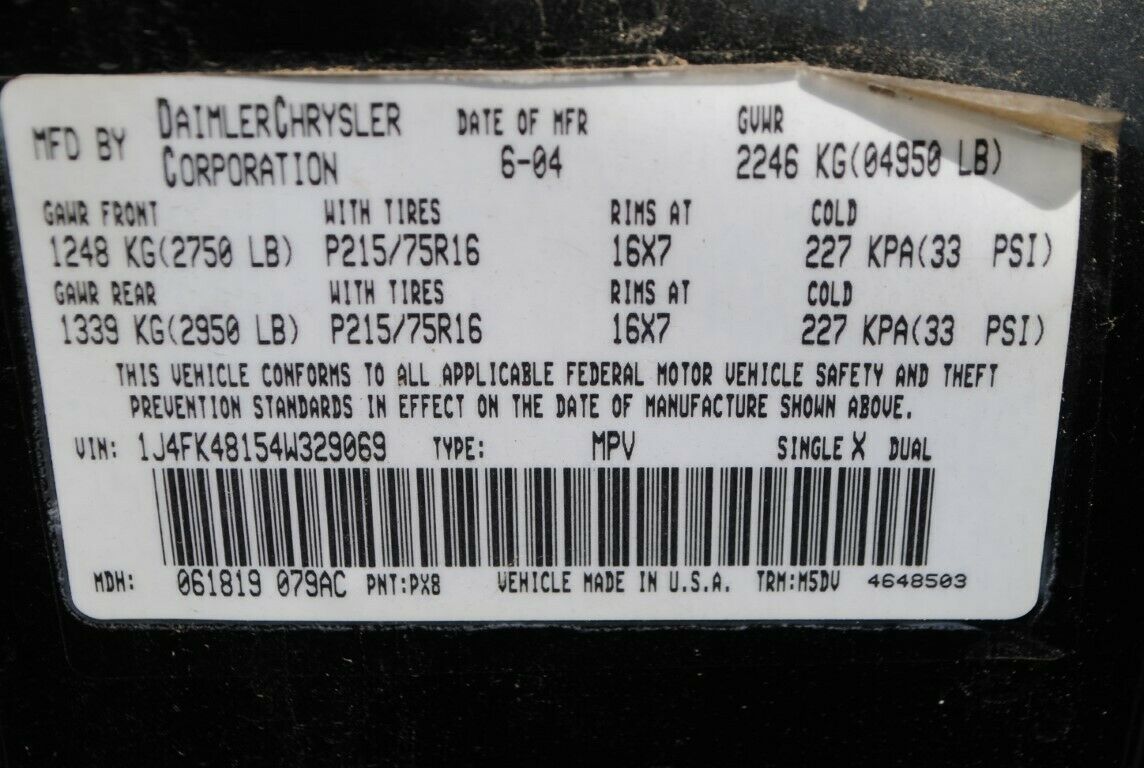 MFD BY DAIMLERCHRYSLER CORPORATION DATE OF MFR 6-04 GVWR 2246 KG(04950 LB)
GAWR FRONT WITH TIRES RIMS AT COLD
1248 KG(2750 LB) P215/75R16 16X7 227 KPA(33 PSI)
GAWR REAR WITH TIRES RIMS AT COLD
1339 KG(2950 LB) P215/75R16 16X7 227 KPA(33 PSI)
THIS VEHICLE CONFORMS TO ALL APPLICABLE FEDERAL MOTOR VEHICLE SAFETY AND THEFT
PREVENTION STANDARDS IN EFFECT ON THE DATE OF MANUFACTURE SHOWN ABOVE.
VIN: 1J4FK48154W329069 TYPE: MPV SINGLE X DUAL
MDH: 061819 079AC PNT:PX8 VEHICLE MADE IN U.S.A. TRM:M5DV 4648503